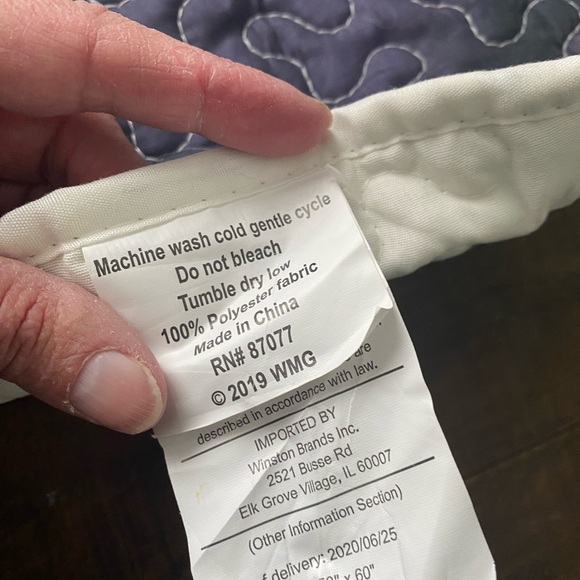 Machine wash cold gentle cycle
Do not bleach
Tumble dry low
100% Polyester fabric
Made in China
RN# 87077
© 2019 WMG
are
described in accordance with law.
IMPORTED BY
Winston Brands Inc.
2521 Busse Rd
Elk Grove Village, IL 60007
(Other Information Section)
f delivery: 2020/06/25
" x 60"